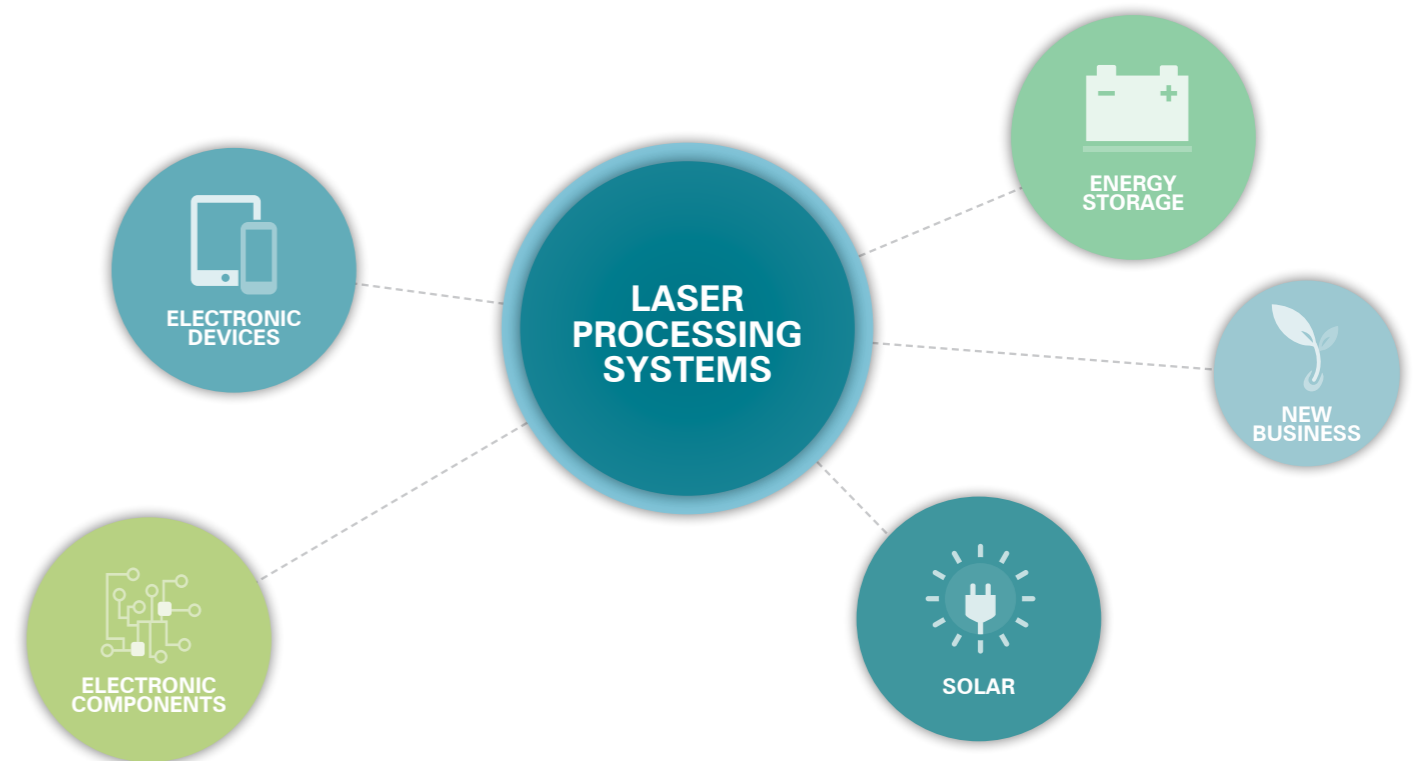 ENERGY
STORAGE
ELECTRONIC
DEVICES
LASER
PROCESSING
SYSTEMS
NEW
BUSINESS
ELECTRONIC
COMPONENTS
SOLAR